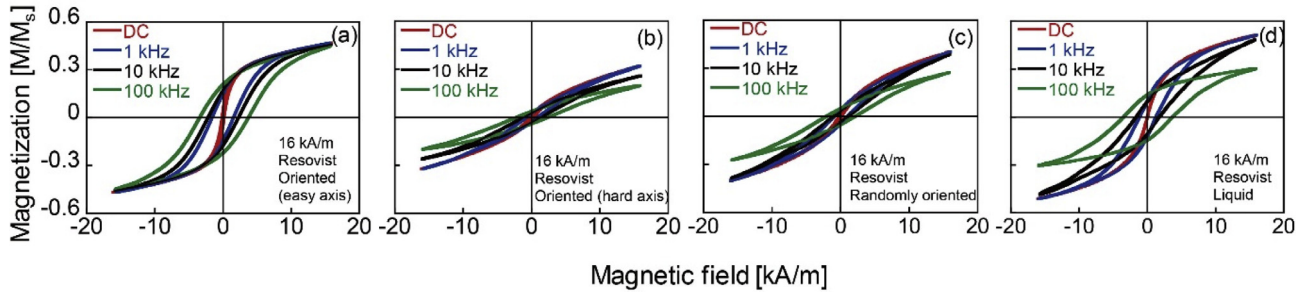 Magnetization [M/Ms]
0.6
0.3
0
-0.3
-0.6
DC
1 kHz
10 kHz
100 kHz
(a)
16 kA/m
Resovist
Oriented
(easy axis)
-20
-10
0
10
20
DC
1 kHz
10 kHz
100 kHz
(b)
16 kA/m
Resovist
Oriented (hard axis)
-20
-10
0
10
20
DC
1 kHz
10 kHz
100 kHz
(c)
16 kA/m
Resovist
Randomly oriented
-20
-10
0
10
20
DC
1 kHz
10 kHz
100 kHz
(d)
16 kA/m
Resovist
Liquid
-20
-10
0
10
20
Magnetic field [kA/m]